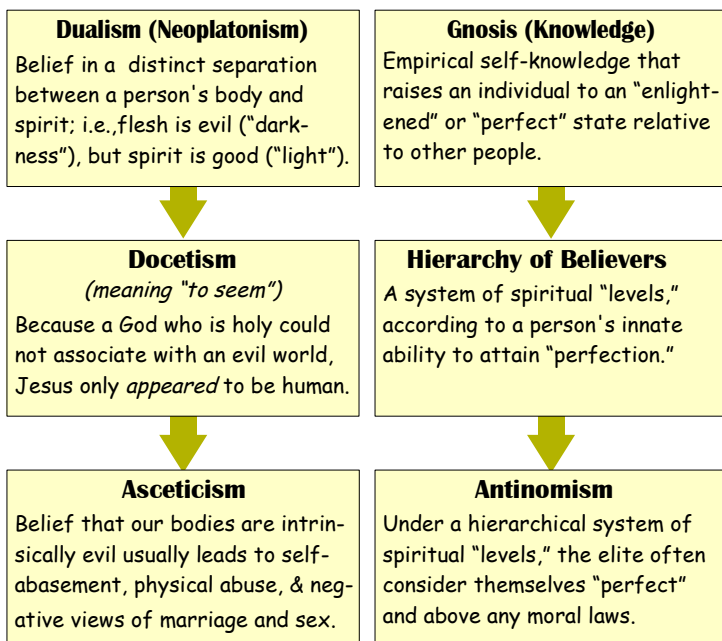 Dualism (Neoplatonism)
Belief in a distinct separation
between a person's body and
spirit; i.e.,flesh is evil ("dark-
ness"), but spirit is good ("light").
Docetism
(meaning "to seem")
Because a God who is holy could
not associate with an evil world,
Jesus only appeared to be human.
Asceticism
Belief that our bodies are intrin-
sically evil usually leads to self-
abasement, physical abuse, & neg-
ative views of marriage and sex.
Gnosis (Knowledge)
Empirical self-knowledge that
raises an individual to an “enlight-
ened” or “perfect” state relative
to other people.
Hierarchy of Believers
A system of spiritual “levels,”
according to a person's innate
ability to attain “perfection.”
Antinomism
Under a hierarchical system of
spiritual “levels,” the elite often
consider themselves “perfect”
and above any moral laws.